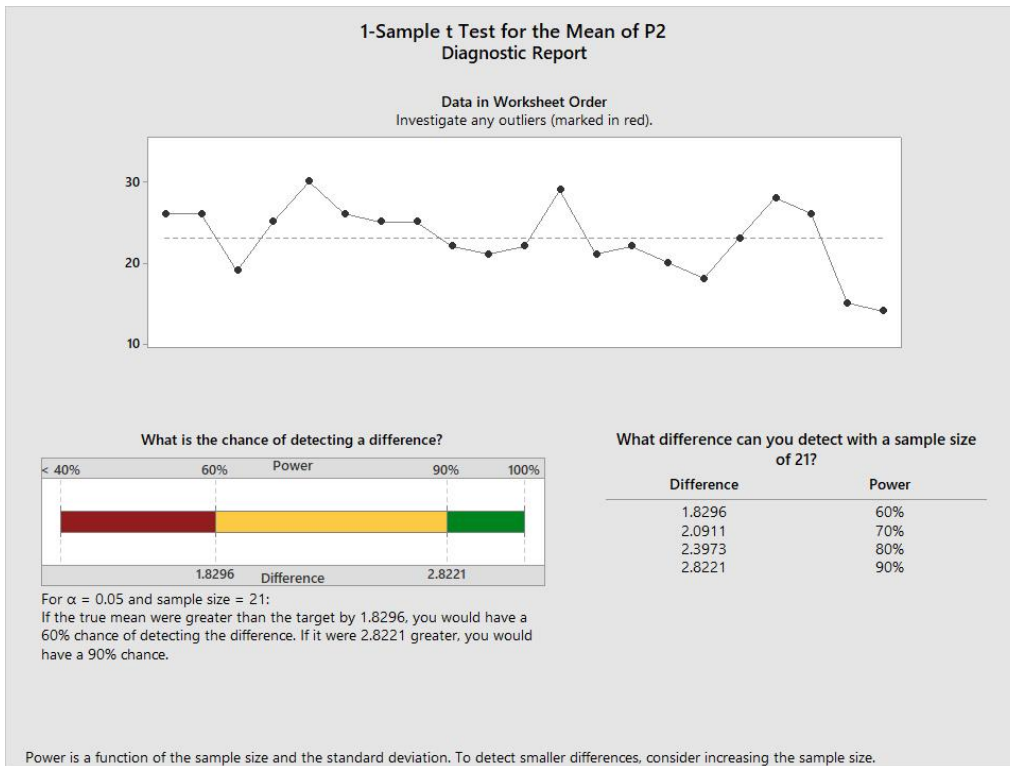 1-Sample t Test for the Mean of P2
Diagnostic Report
Data in Worksheet Order
Investigate any outliers (marked in red).
30
20
10
What is the chance of detecting a difference?
< 40% 60% Power 90% 100%
1.8296 Difference 2.8221
For α = 0.05 and sample size = 21:
If the true mean were greater than the target by 1.8296, you would have a
60% chance of detecting the difference. If it were 2.8221 greater, you would
have a 90% chance.
What difference can you detect with a sample size
of 21?
Difference Power
1.8296 60%
2.0911 70%
2.3973 80%
2.8221 90%
Power is a function of the sample size and the standard deviation. To detect smaller differences, consider increasing the sample size.